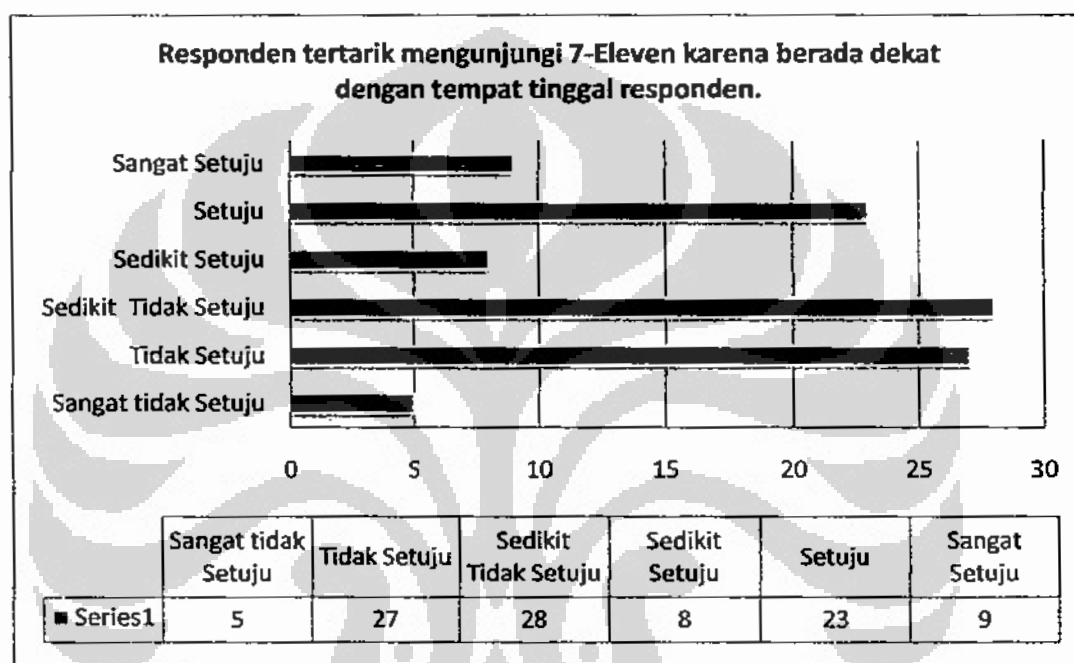 Responden tertarik mengunjungi 7-Eleven karena berada dekat
dengan tempat tinggal responden.
Sangat Setuju
Setuju
Sedikit Setuju
Sedikit Tidak Setuju
Tidak Setuju
Sangat tidak Setuju
0 5 10 15 20 25 30
Sangat tidak Setuju Tidak Setuju Sedikit Tidak Setuju Sedikit Setuju Setuju Sangat Setuju
Series1 5 27 28 8 23 9